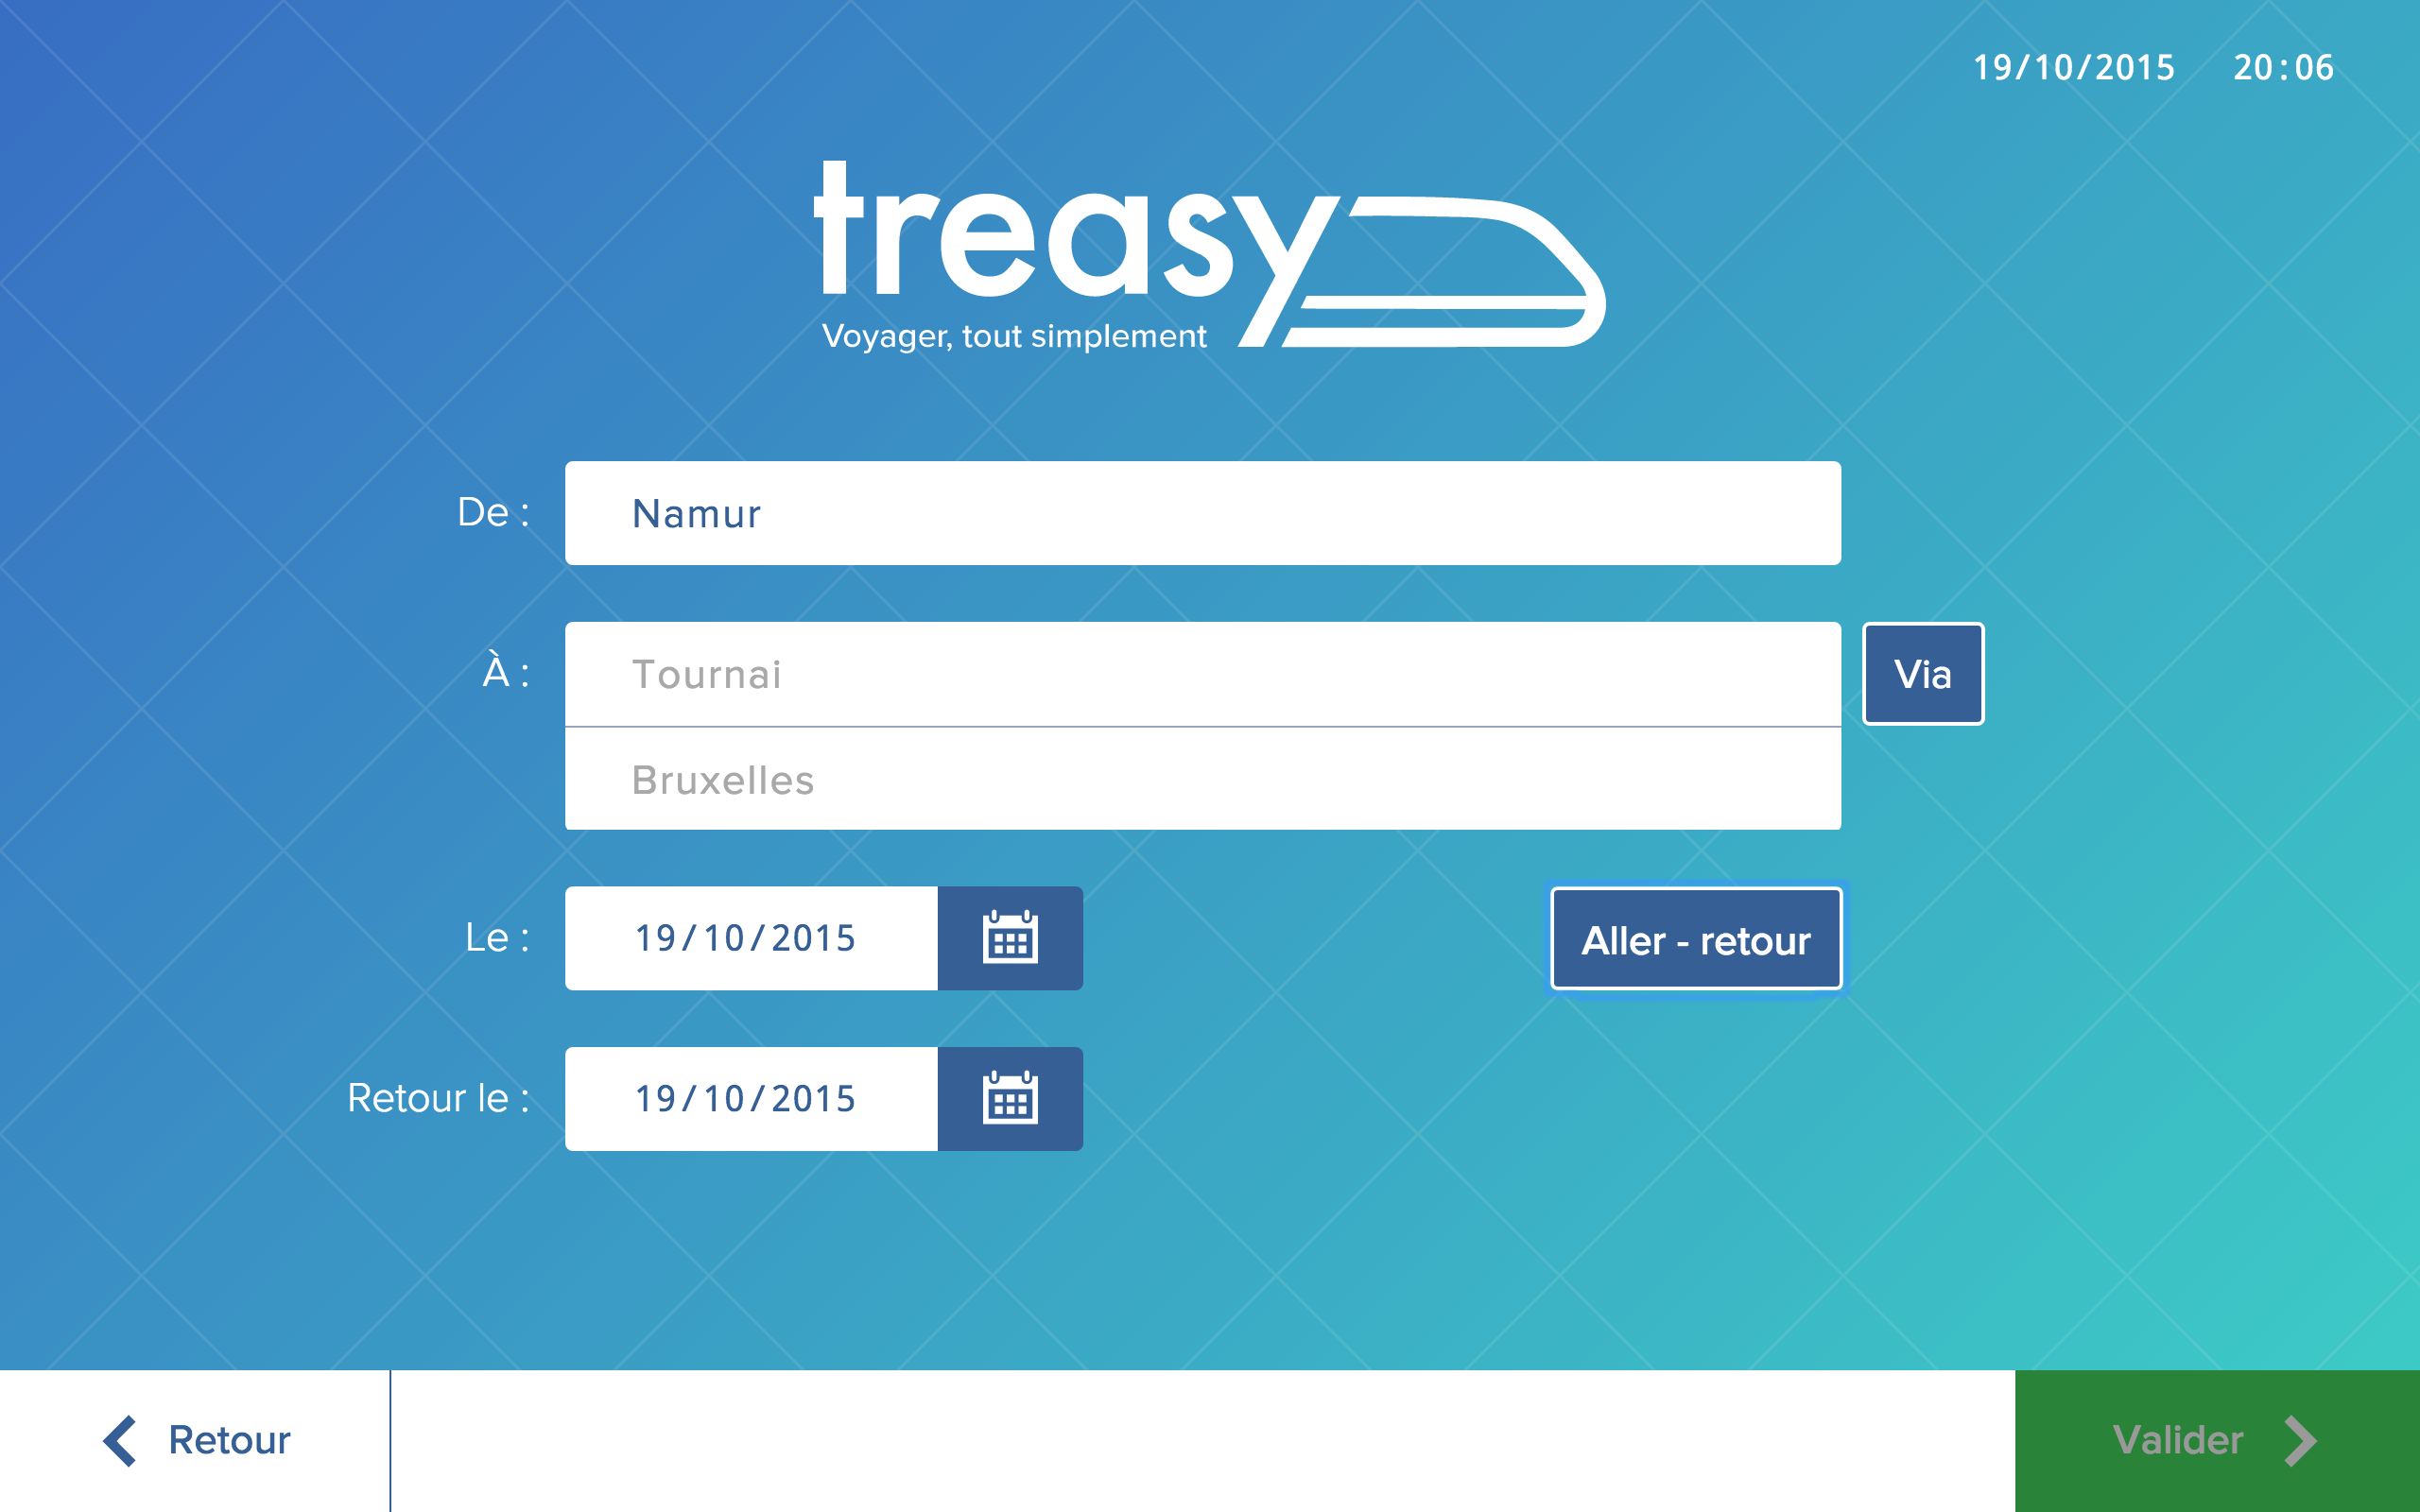 19/10/2015 20:06
treasy
Voyager, tout simplement
De : Namur
À : Tournai
Via
Bruxelles
Le : 19/10/2015
Aller - retour
Retour le : 19/10/2015
Retour
Valider